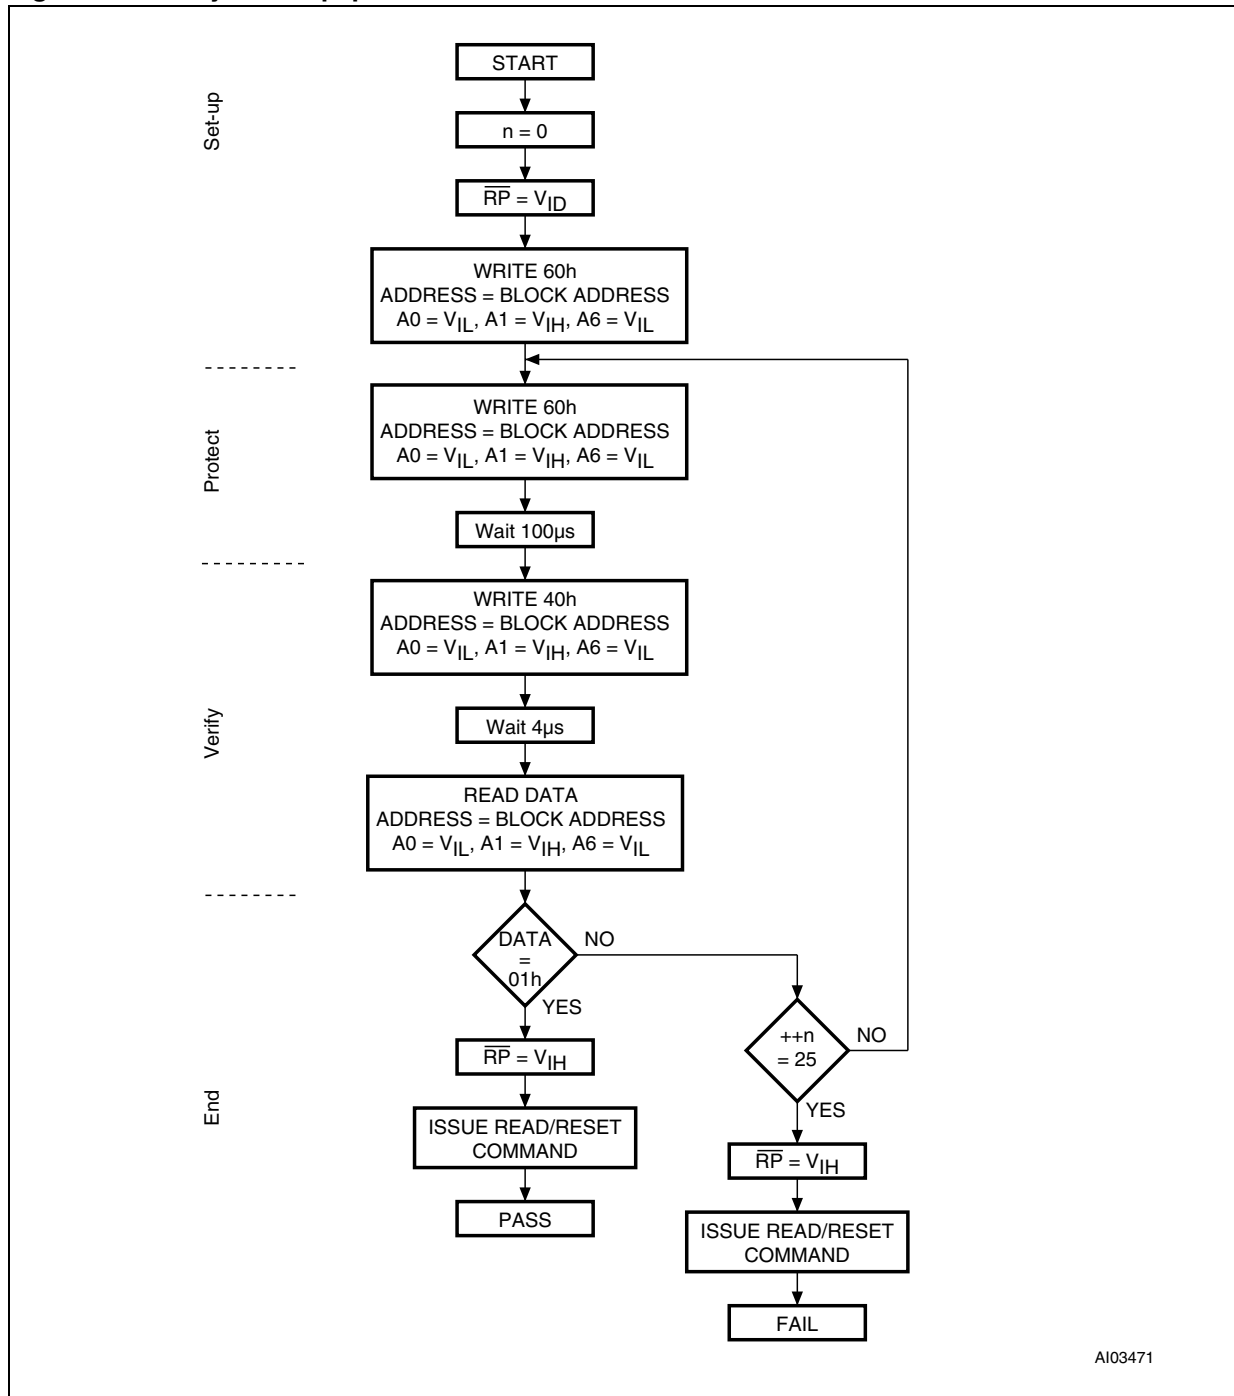 Set-up
START
n = 0
R̅P̅ = VID
WRITE 60h
ADDRESS = BLOCK ADDRESS
A0 = VIL, A1 = VIH, A6 = VIL
Protect
WRITE 60h
ADDRESS = BLOCK ADDRESS
A0 = VIL, A1 = VIH, A6 = VIL
Wait 100µs
Verify
WRITE 40h
ADDRESS = BLOCK ADDRESS
A0 = VIL, A1 = VIH, A6 = VIL
Wait 4µs
READ DATA
ADDRESS = BLOCK ADDRESS
A0 = VIL, A1 = VIH, A6 = VIL
End
DATA
=
01h
NO
YES
++n
= 25
NO
YES
R̅P̅ = VIH
ISSUE READ/RESET
COMMAND
PASS
R̅P̅ = VIH
ISSUE READ/RESET
COMMAND
FAIL
AI03471